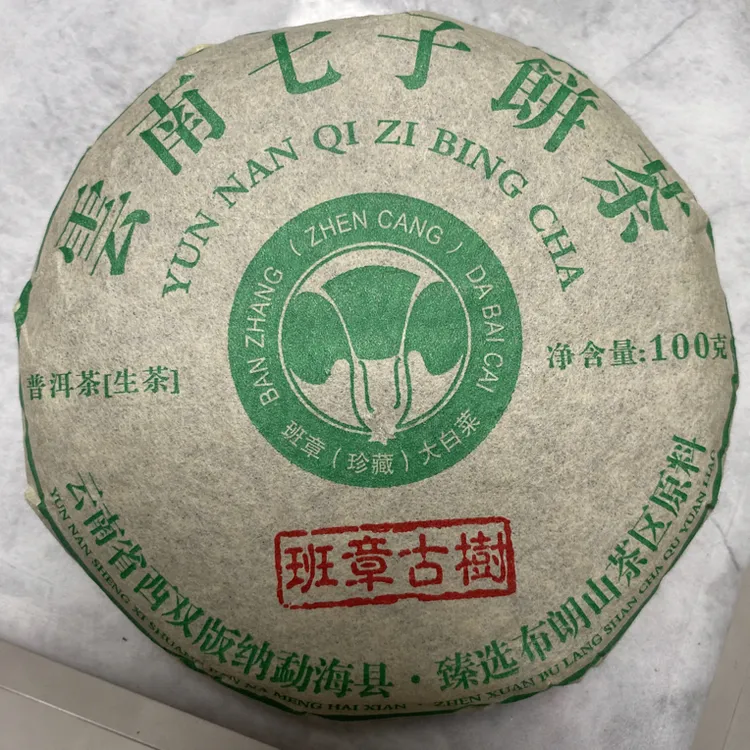 雲南七子餅茶
YUN NAN QI ZI BING CHA
BAN ZHANG (ZHEN CANG) DA BAI CAI
班章(珍藏)大白菜
普洱茶[生茶]
净含量:100克
班章古樹
云南省西双版纳勐海县·臻选布朗山茶区原料
YUN NAN SHENG XI SHUANG BAN NA MENG HAI XIAN · ZHEN XUAN BU LANG SHAN CHA QU YUAN LIAO